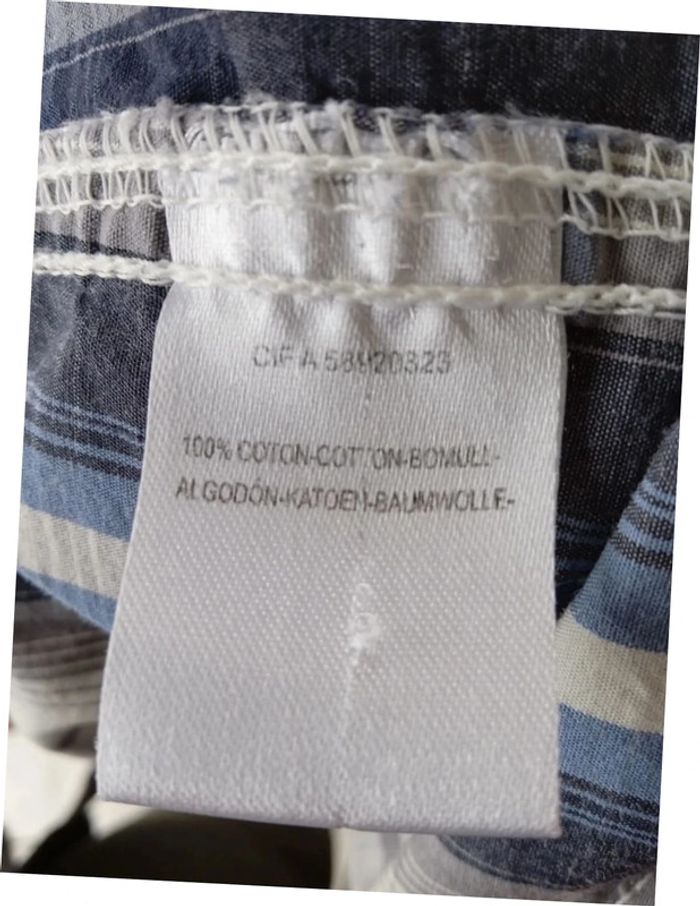 CIF A 58920323
100% COTON-COTTON-BOMULL-
ALGODÓN-KATOEN-BAUMWOLLE-